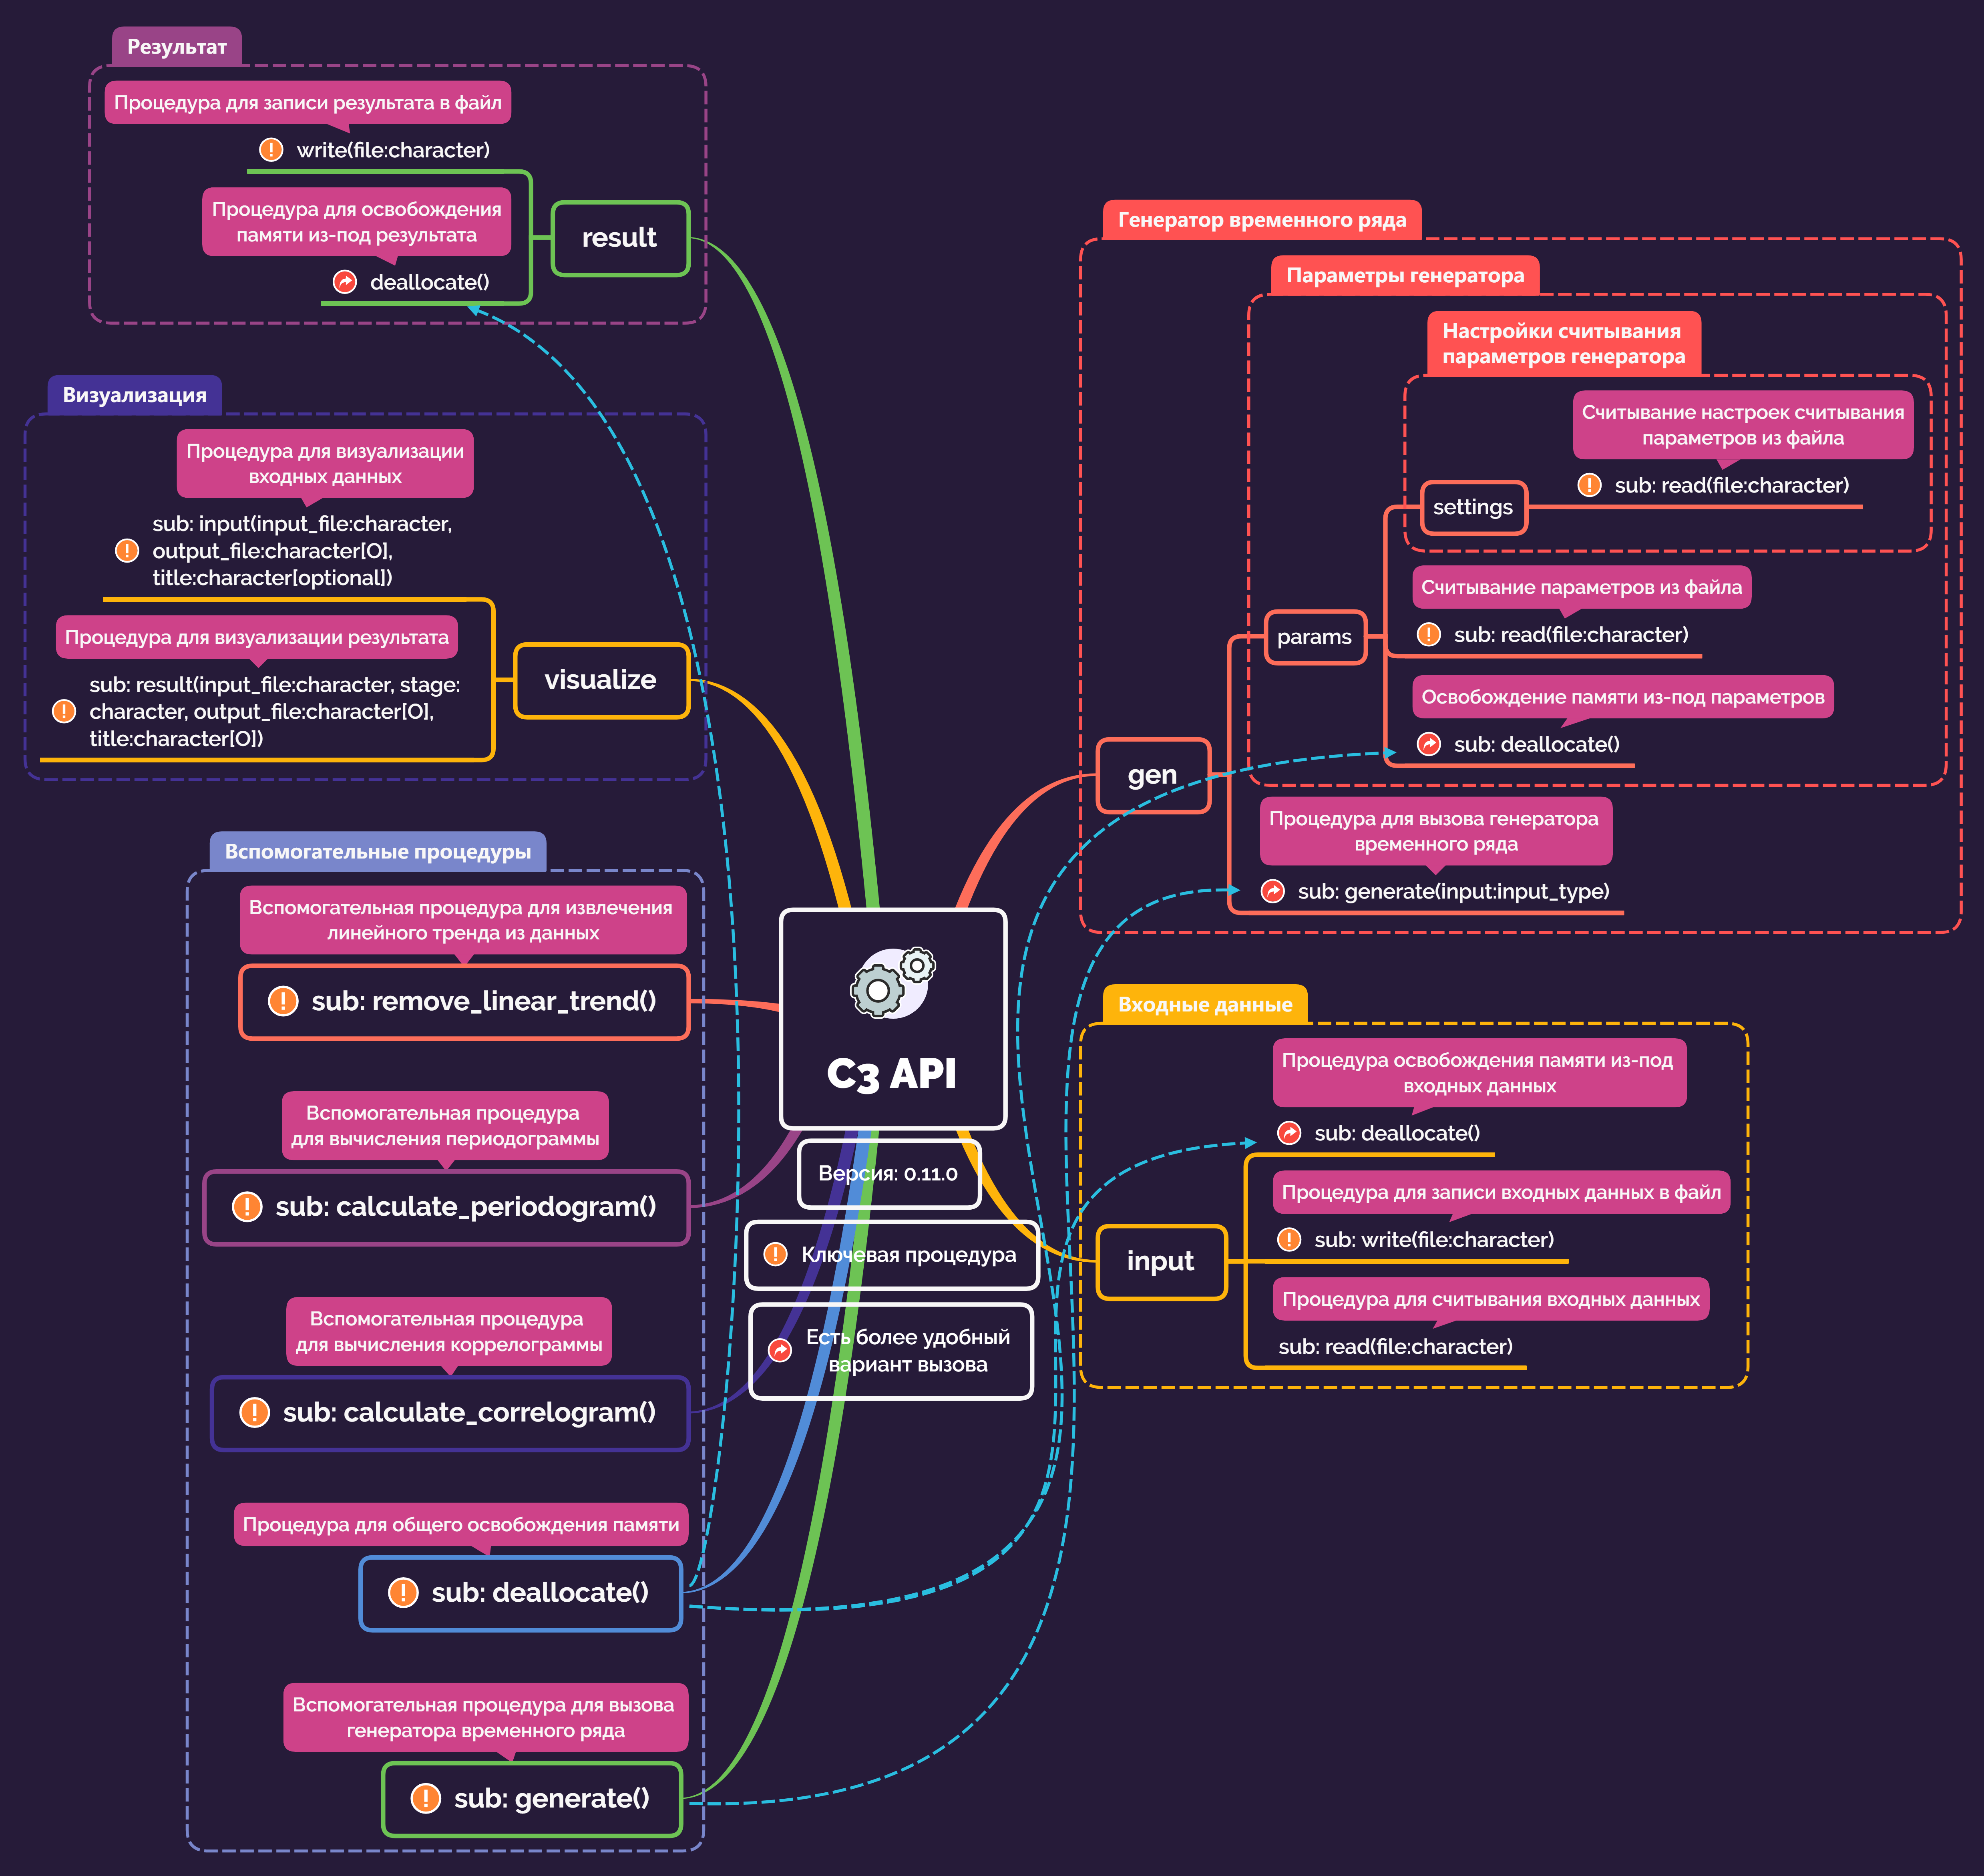 Результат
Процедура для записи результата в файл
write(file:character)
Процедура для освобождения
памяти из-под результата
deallocate()
result
Визуализация
Процедура для визуализации
входных данных
sub: input(input_file:character,
output_file:character[O],
title:character[optional])
Процедура для визуализации результата
sub: result(input_file:character, stage:
character, output_file:character[O],
title:character[O])
visualize
Вспомогательные процедуры
Вспомогательная процедура для извлечения
линейного тренда из данных
sub: remove_linear_trend()
Вспомогательная процедура
для вычисления периодограммы
sub: calculate_periodogram()
Вспомогательная процедура
для вычисления коррелограммы
sub: calculate_correlogram()
Процедура для общего освобождения памяти
sub: deallocate()
Вспомогательная процедура для вызова
генератора временного ряда
sub: generate()
C3 API
Версия: 0.11.0
Ключевая процедура
Есть более удобный
вариант вызова
Генератор временного ряда
Параметры генератора
Настройки считывания
параметров генератора
Считывание настроек считывания
параметров из файла
sub: read(file:character)
settings
Считывание параметров из файла
sub: read(file:character)
params
Освобождение памяти из-под параметров
sub: deallocate()
gen
Процедура для вызова генератора
временного ряда
sub: generate(input:input_type)
Входные данные
Процедура освобождения памяти из-под
входных данных
sub: deallocate()
Процедура для записи входных данных в файл
sub: write(file:character)
input
Процедура для считывания входных данных
sub: read(file:character)